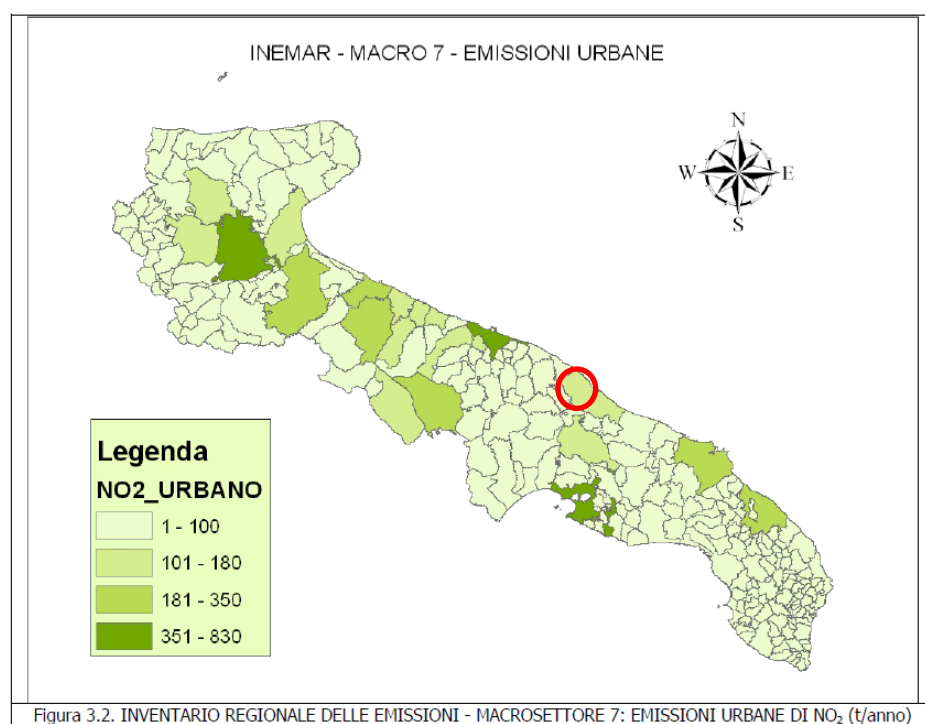 INEMAR - MACRO 7 - EMISSIONI URBANE
N
W E
S
Legenda
NO2_URBANO
1 - 100
101 - 180
181 - 350
351 - 830
Figura 3.2. INVENTARIO REGIONALE DELLE EMISSIONI - MACROSETTORE 7: EMISSIONI URBANE DI NO₂ (t/anno)